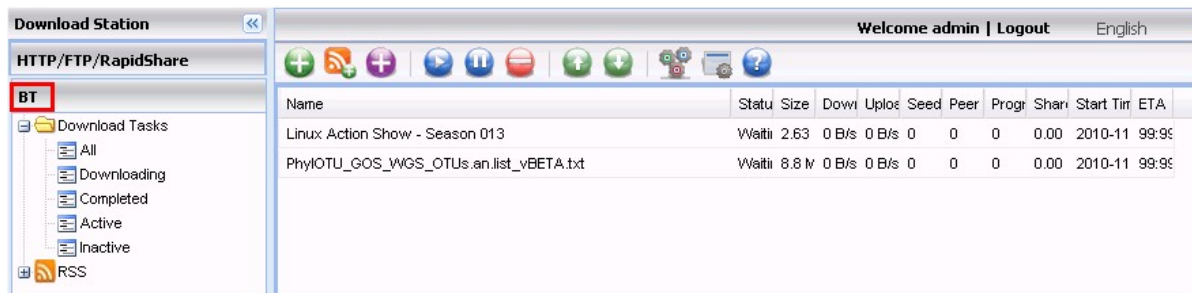 Download Station
Welcome admin | Logout English
HTTP/FTP/RapidShare
BT
Download Tasks
All
Downloading
Completed
Active
Inactive
RSS
Name Statu Size Dowi Uploa Seed Peer Progr Shar Start Tim ETA
Linux Action Show - Season 013 Waitii 2.63 0 B/s 0 B/s 0 0 0 0.00 2010-11 99:99
PhylOTU_GOS_WGS_OTUs.an.list_vBETA.txt Waitii 8.8 M 0 B/s 0 B/s 0 0 0 0.00 2010-11 99:99